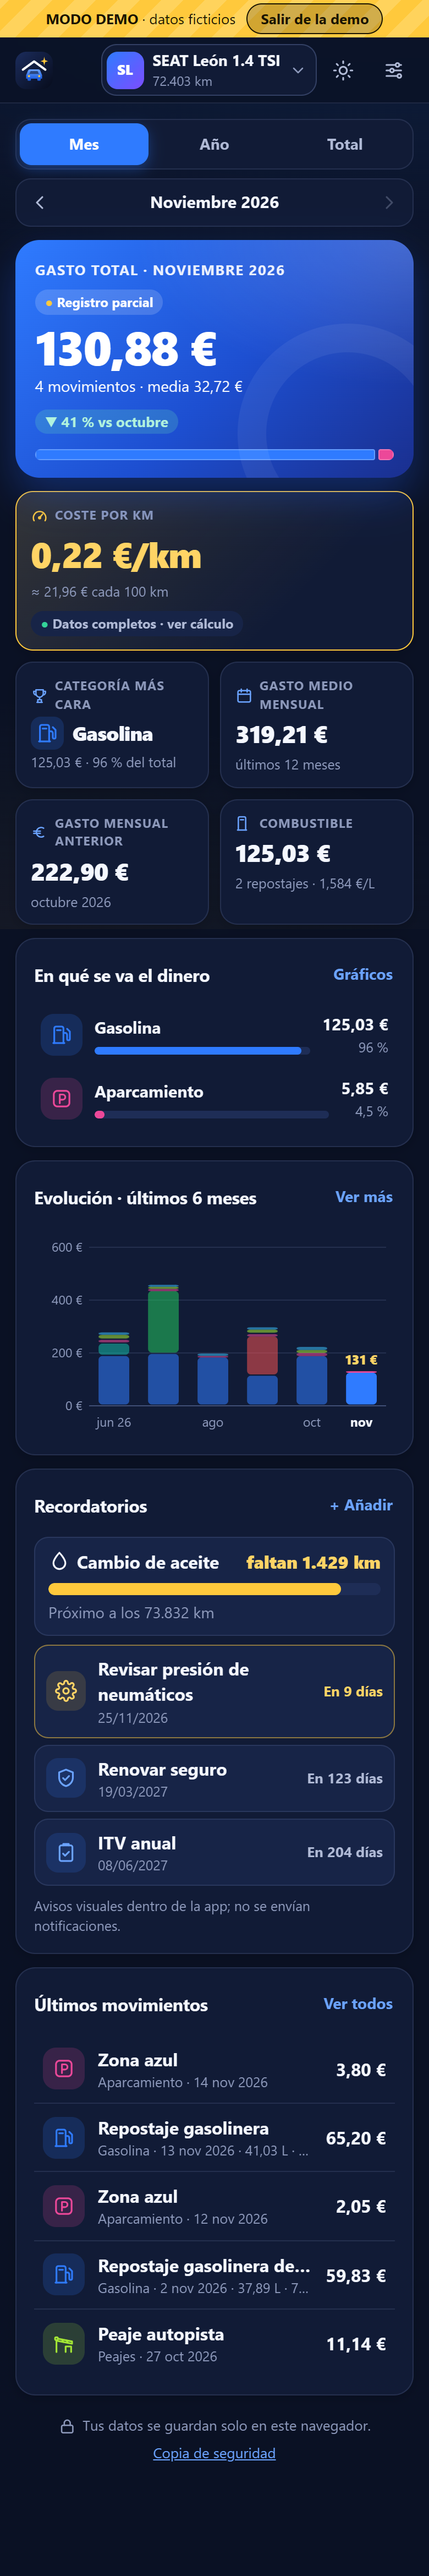 MODO DEMO · datos ficticios
Salir de la demo
SL
SEAT León 1.4 TSI
72.403 km
Mes
Año
Total
Noviembre 2026
GASTO TOTAL · NOVIEMBRE 2026
Registro parcial
130,88 €
4 movimientos · media 32,72 €
▼ 41 % vs octubre
COSTE POR KM
0,22 €/km
≈ 21,96 € cada 100 km
Datos completos · ver cálculo
CATEGORÍA MÁS
CARA
Gasolina
125,03 € · 96 % del total
GASTO MEDIO
MENSUAL
319,21 €
últimos 12 meses
GASTO MENSUAL
ANTERIOR
222,90 €
octubre 2026
COMBUSTIBLE
125,03 €
2 repostajes · 1,584 €/L
En qué se va el dinero
Gráficos
Gasolina
125,03 €
96 %
P
Aparcamiento
5,85 €
4,5 %
Evolución · últimos 6 meses
Ver más
600 €
400 €
200 €
0 €
131 €
jun 26
ago
oct
nov
Recordatorios
+ Añadir
Cambio de aceite
faltan 1.429 km
Próximo a los 73.832 km
Revisar presión de
neumáticos
25/11/2026
En 9 días
Renovar seguro
19/03/2027
En 123 días
ITV anual
08/06/2027
En 204 días
Avisos visuales dentro de la app; no se envían
notificaciones.
Últimos movimientos
Ver todos
P
Zona azul
Aparcamiento · 14 nov 2026
3,80 €
Repostaje gasolinera
Gasolina · 13 nov 2026 · 41,03 L · ...
65,20 €
P
Zona azul
Aparcamiento · 12 nov 2026
2,05 €
Repostaje gasolinera de...
Gasolina · 2 nov 2026 · 37,89 L · 7...
59,83 €
Peaje autopista
Peajes · 27 oct 2026
11,14 €
Tus datos se guardan solo en este navegador.
Copia de seguridad